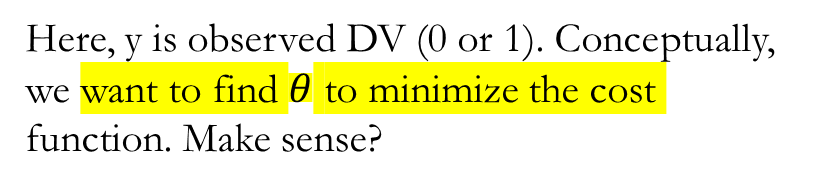 Here, y is observed DV (0 or 1). Conceptually,
we want to find θ to minimize the cost
function. Make sense?